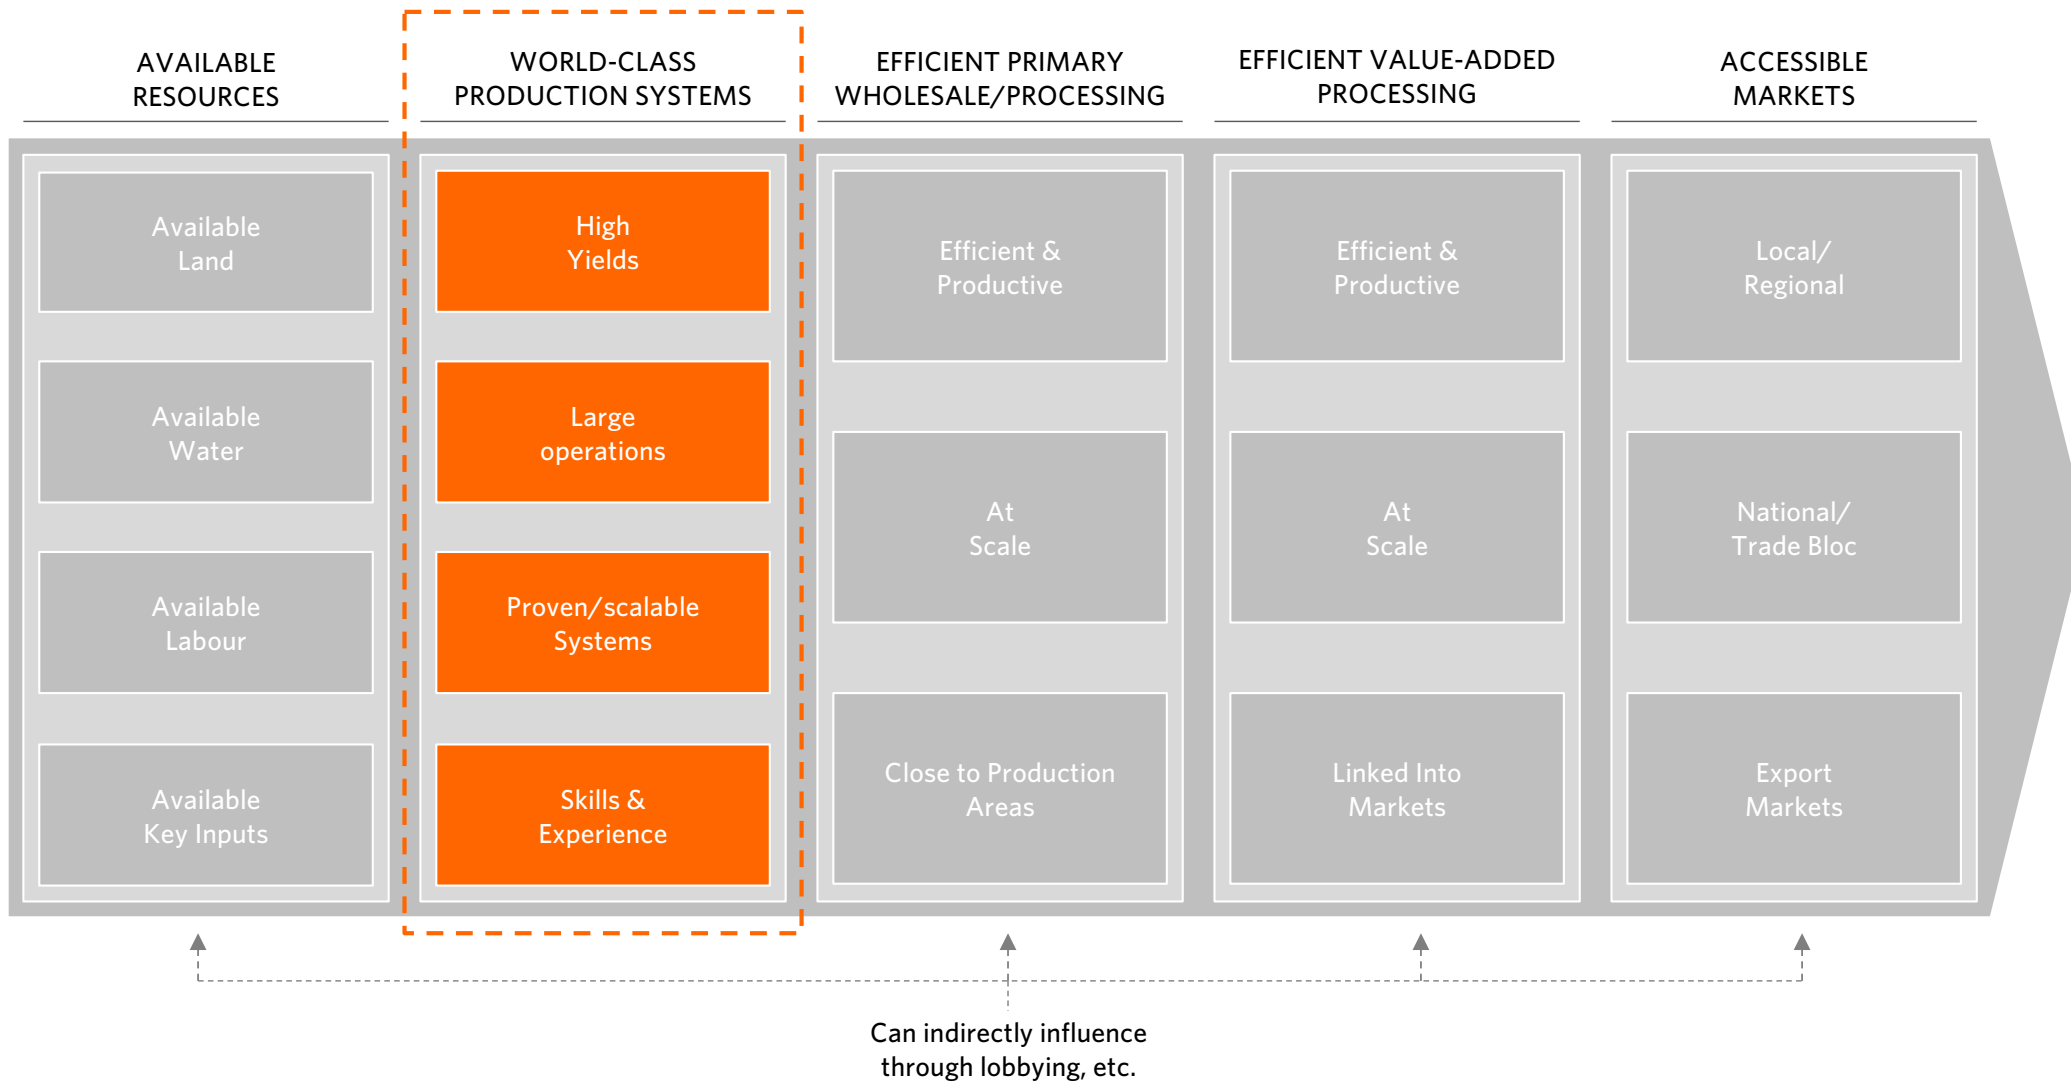 AVAILABLE
RESOURCES
WORLD-CLASS
PRODUCTION SYSTEMS
EFFICIENT PRIMARY
WHOLESALE/PROCESSING
EFFICIENT VALUE-ADDED
PROCESSING
ACCESSIBLE
MARKETS
Available
Land
Available
Water
Available
Labour
Available
Key Inputs
High
Yields
Large
operations
Proven/scalable
Systems
Skills &
Experience
Efficient &
Productive
At
Scale
Close to Production
Areas
Efficient &
Productive
At
Scale
Linked Into
Markets
Local/
Regional
National/
Trade Bloc
Export
Markets
Can indirectly influence
through lobbying, etc.